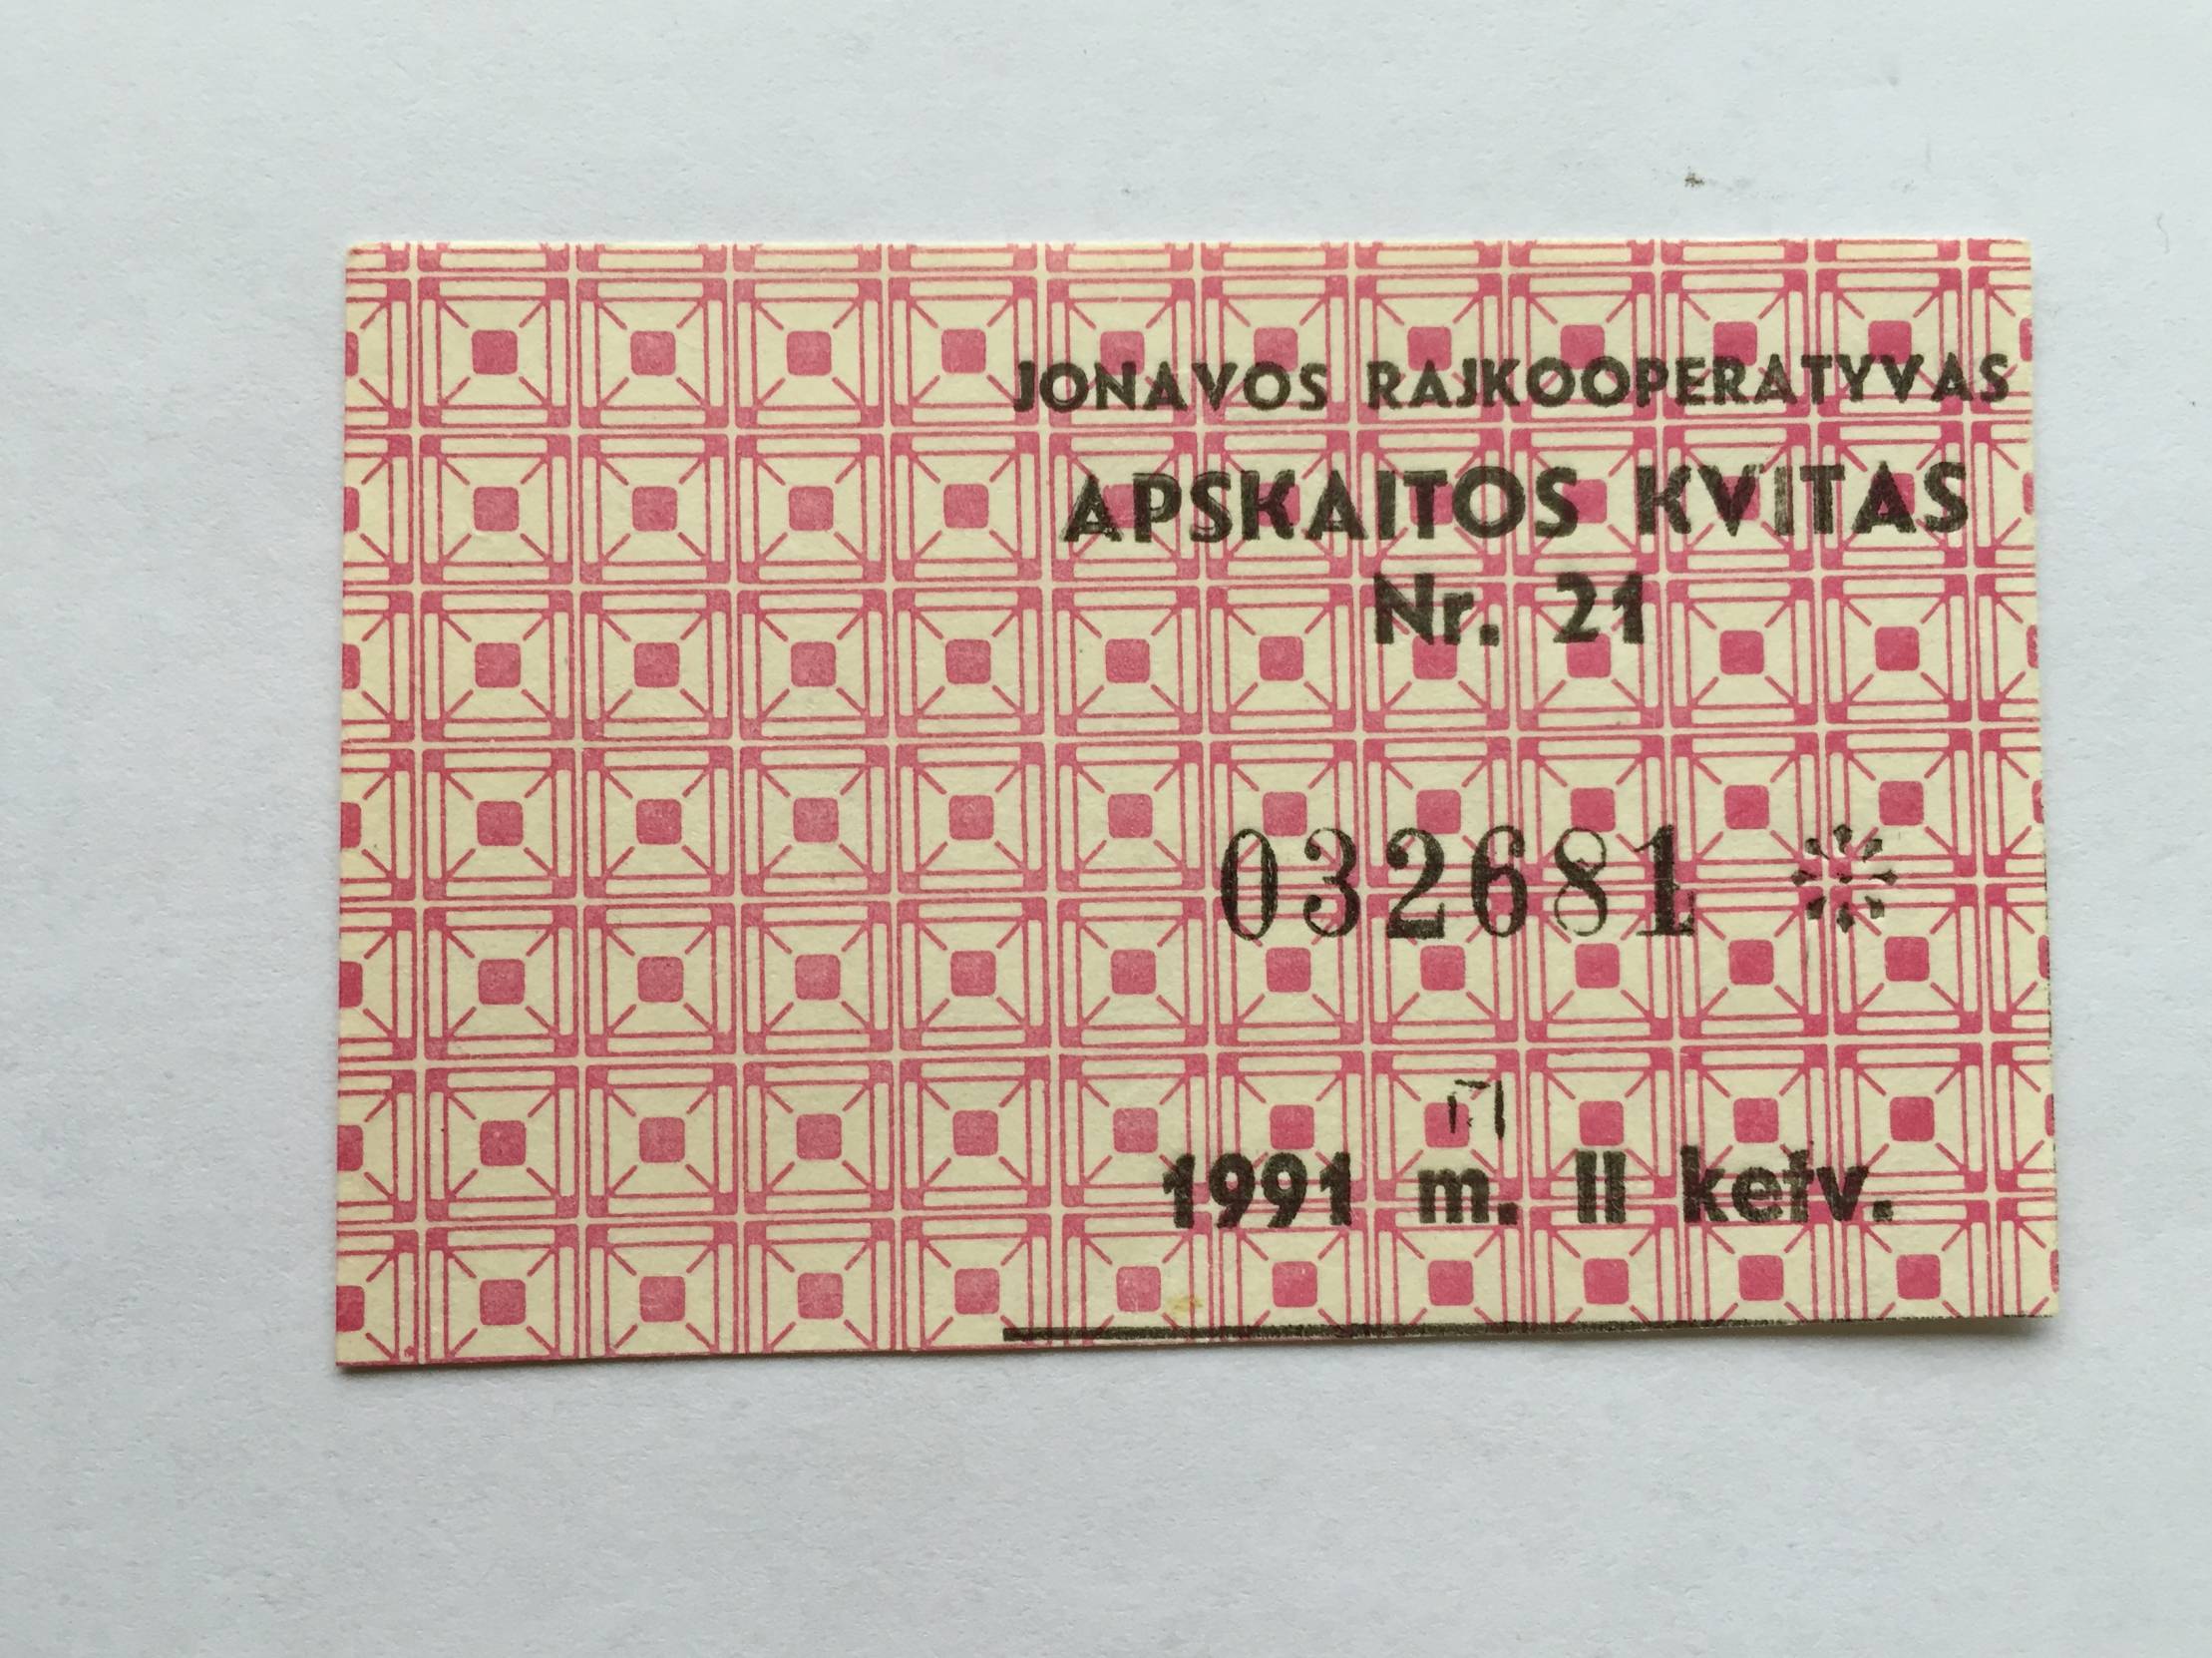 JONAVOS RAJKOOPERATYVAS
APSKAITOS KVITAS
Nr. 21
032681
1991 m. II ketv.